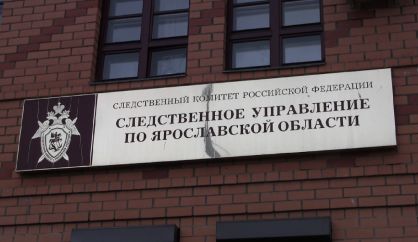 СЛЕДСТВЕННЫЙ КОМИТЕТ РОССИЙСКОЙ ФЕДЕРАЦИИ
СЛЕДСТВЕННОЕ УПРАВЛЕНИЕ
ПО ЯРОСЛАВСКОЙ ОБЛАСТИ